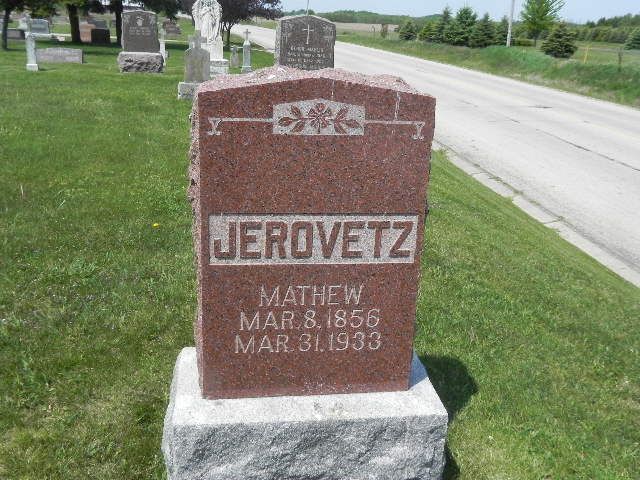 JEROVETZ
MATHEW
MAR. 8. 1856
MAR. 31. 1933